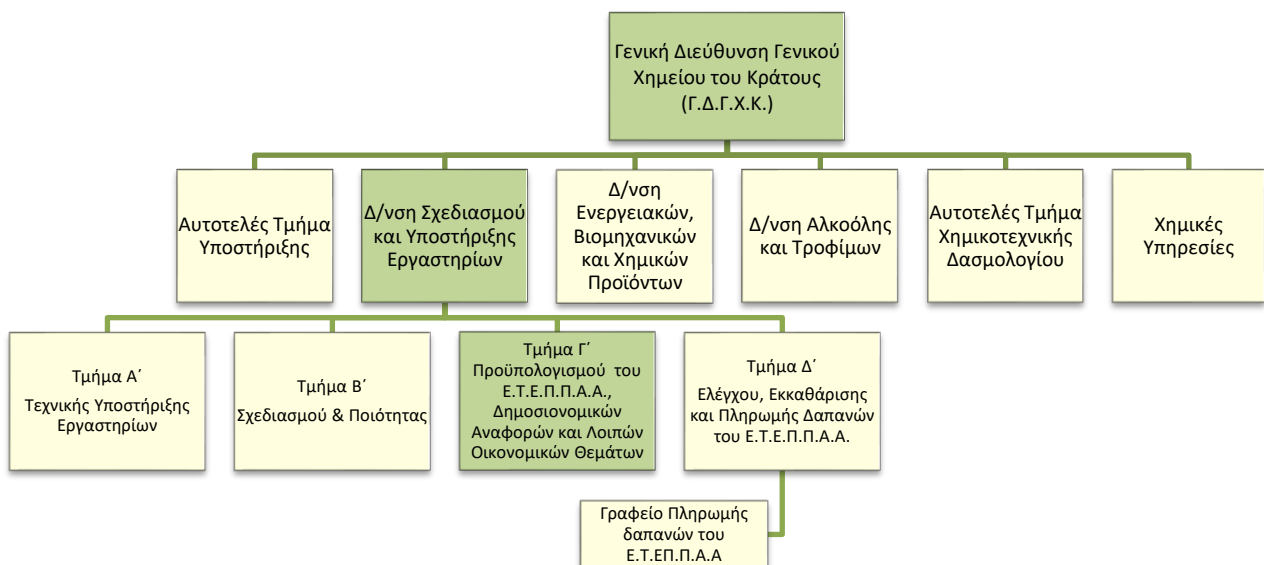 Γενική Διεύθυνση Γενικού
Χημείου του Κράτους
(Γ.Δ.Γ.Χ.Κ.)
Αυτοτελές Τμήμα
Υποστήριξης
Δ/νση Σχεδιασμού
και Υποστήριξης
Εργαστηρίων
Δ/νση
Ενεργειακών,
Βιομηχανικών
και Χημικών
Προϊόντων
Δ/νση Αλκοόλης
και Τροφίμων
Αυτοτελές Τμήμα
Χημικοτεχνικής
Δασμολογίου
Χημικές
Υπηρεσίες
Τμήμα Α΄
Τεχνικής Υποστήριξης
Εργαστηρίων
Τμήμα Β΄
Σχεδιασμού & Ποιότητας
Τμήμα Γ΄
Προϋπολογισμού του
Ε.Τ.Ε.Π.Π.Α.Α.,
Δημοσιονομικών
Αναφορών και Λοιπών
Οικονομικών Θεμάτων
Τμήμα Δ΄
Ελέγχου, Εκκαθάρισης
και Πληρωμής Δαπανών
του Ε.Τ.Ε.Π.Π.Α.Α.
Γραφείο Πληρωμής
δαπανών του
Ε.Τ.ΕΠ.Π.Α.Α